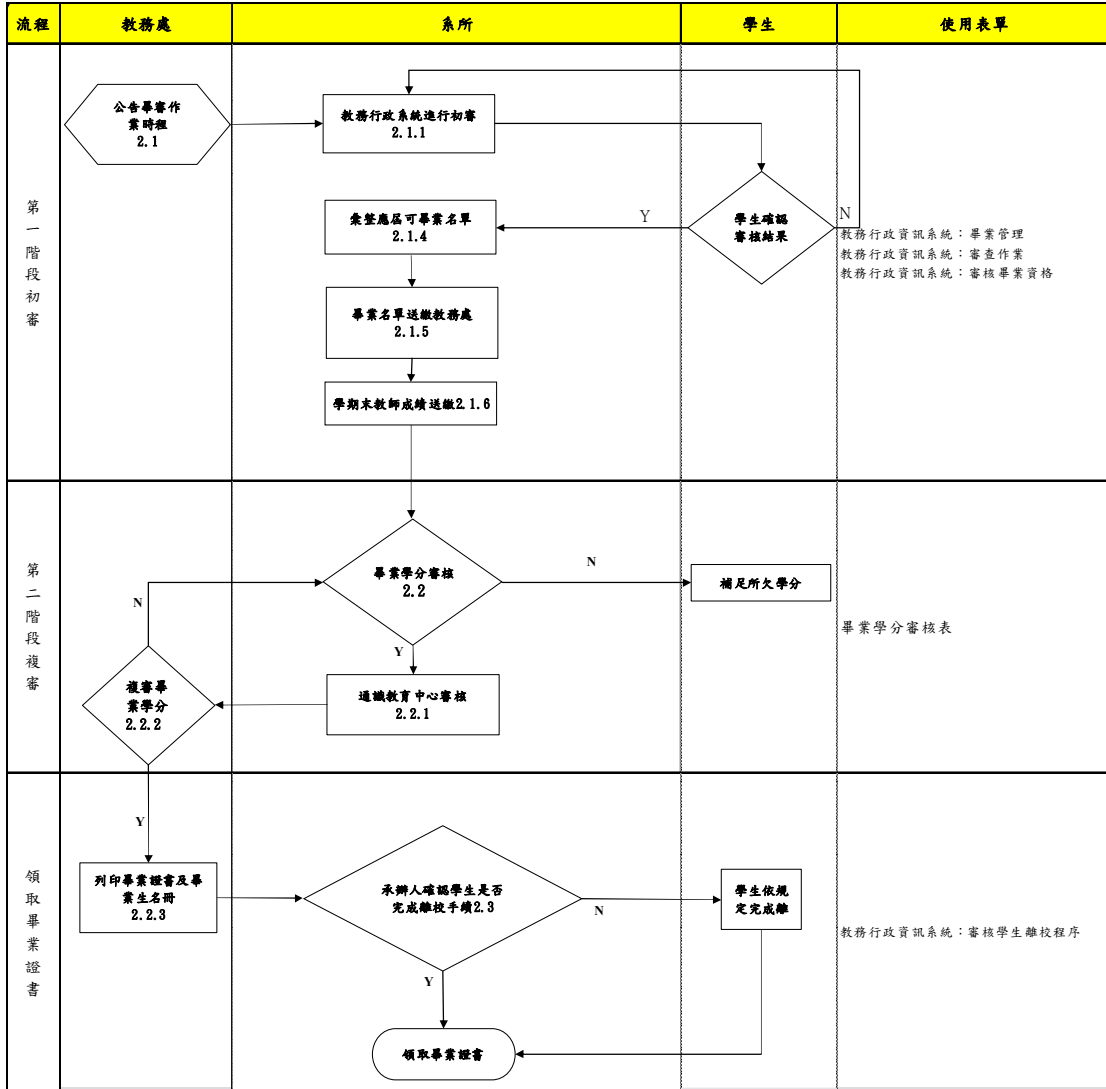 流程 教務處 系所 學生 使用表單
第
一
階
段
初
審
公告畢審作
業時程
2.1
教務行政系統進行初審
2.1.1
學生確認
審核結果
Y
N
彙整應屆可畢業名單
2.1.4
畢業名單送繳教務處
2.1.5
學期末教師成績送繳2.1.6
教務行政資訊系統：畢業管理
教務行政資訊系統：審查作業
教務行政資訊系統：審核畢業資格
第
二
階
段
複
審
畢業學分審核
2.2
N
補足所欠學分
Y
通識教育中心審核
2.2.1
複審畢
業學分
2.2.2
N
畢業學分審核表
領
取
畢
業
證
書
Y
列印畢業證書及畢
業生名冊
2.2.3
承辦人確認學生是否
完成離校手續2.3
N
學生依規
定完成離
Y
領取畢業證書
教務行政資訊系統：審核學生離校程序